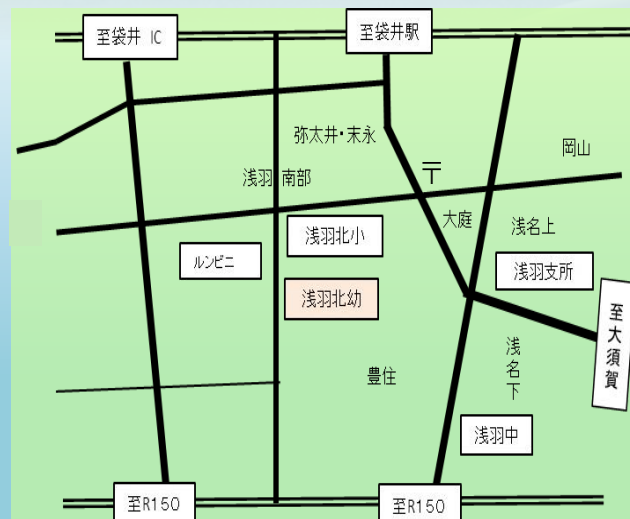 至袋井 IC
至袋井駅
弥太井・末永
岡山
〒
浅羽 南部
大庭
浅名上
浅羽北小
ルンビニ
浅羽支所
浅羽北幼
至大須賀
浅名下
豊住
浅羽中
至R150
至R150